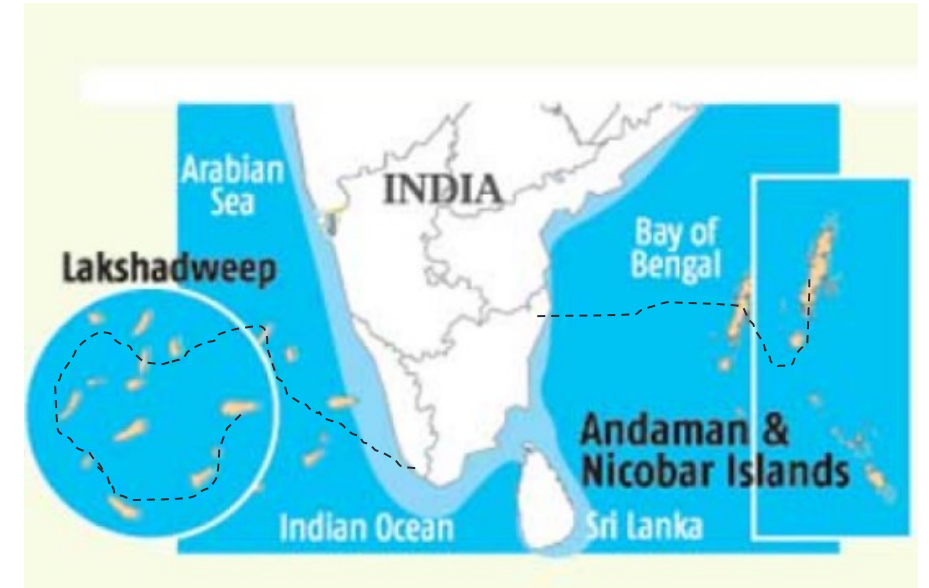 Arabian
Sea
INDIA
Bay of
Bengal
Lakshadweep
Andaman &
Nicobar Islands
Indian Ocean
Sri Lanka